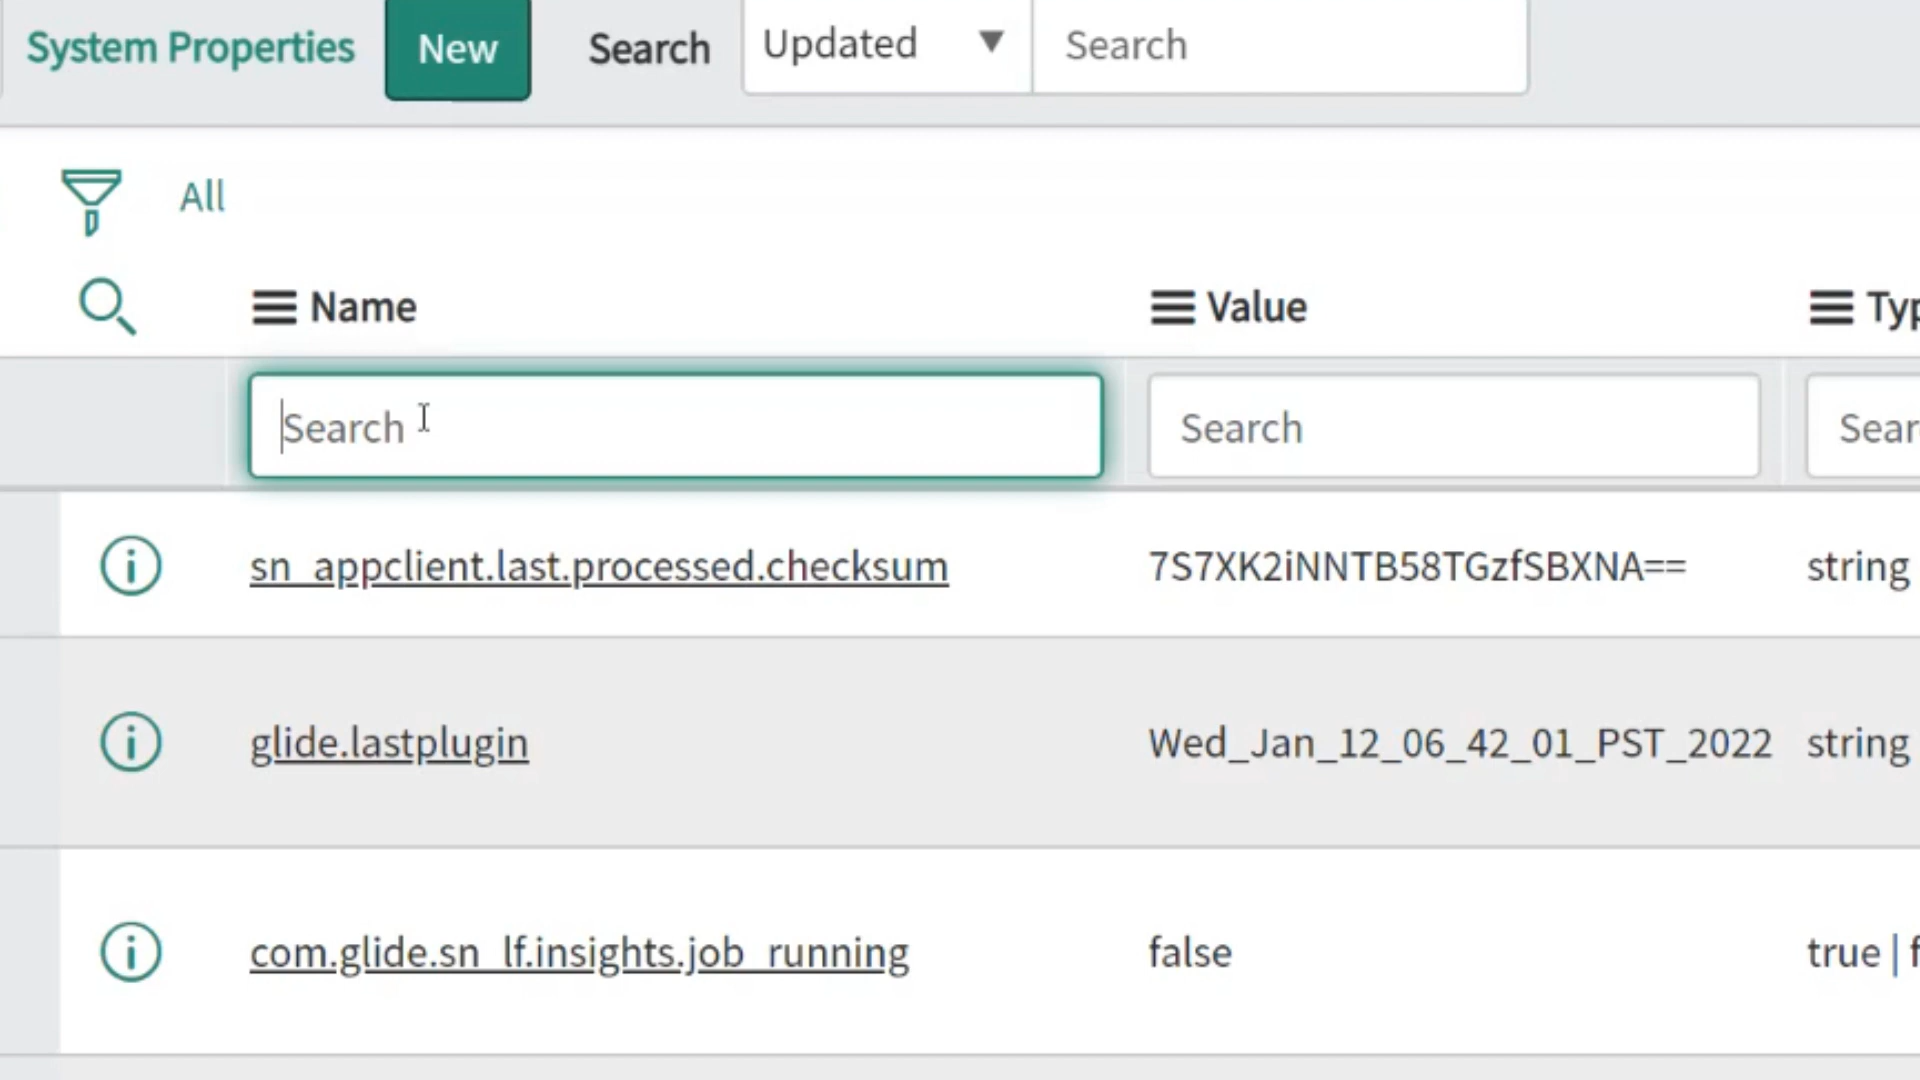 System Properties New Search Updated Search
All
Name Value
Search Search
sn_appclient.last.processed.checksum 7S7XK2iNNTB58TGzfSBXNA== string
glide.lastplugin Wed_Jan_12_06_42_01_PST_2022 string
com.glide.sn_lf.insights.job_running false true |